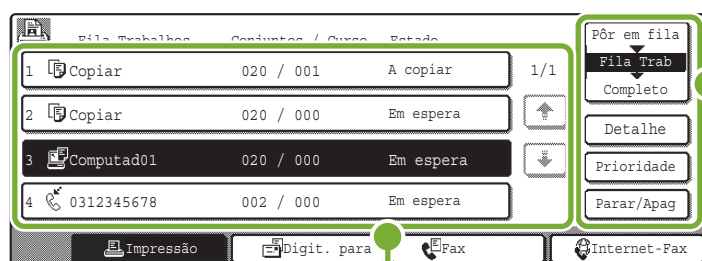 Fila Trabalhos Conjuntos / Curso Estado
1 Copiar 020 / 001 A copiar
2 Copiar 020 / 000 Em espera
3 Computad01 020 / 000 Em espera
4 0312345678 002 / 000 Em espera
1/1
Pôr em fila
Fila Trab
Completo
Detalhe
Prioridade
Parar/Apag
Impressão Digit. para Fax Internet-Fax